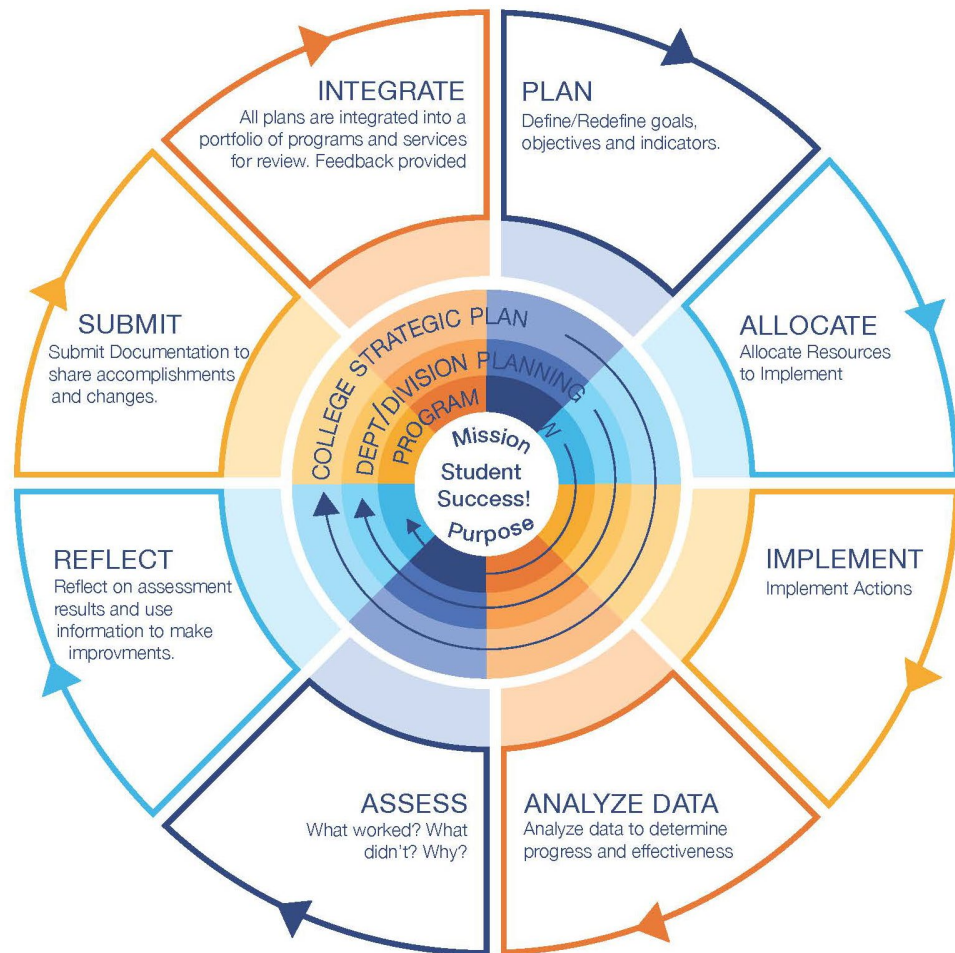 INTEGRATE
All plans are integrated into a
portfolio of programs and services
for review. Feedback provided
PLAN
Define/Redefine goals,
objectives and indicators.
ALLOCATE
Allocate Resources
to Implement
IMPLEMENT
Implement Actions
ANALYZE DATA
Analyze data to determine
progress and effectiveness
ASSESS
What worked? What
didn't? Why?
REFLECT
Reflect on assessment
results and use
information to make
improvments.
SUBMIT
Submit Documentation to
share accomplishments
and changes.
COLLEGE STRATEGIC PLAN
DEPT/DIVISION PLANNING
PROGRAM
Mission
Student
Success!
Purpose